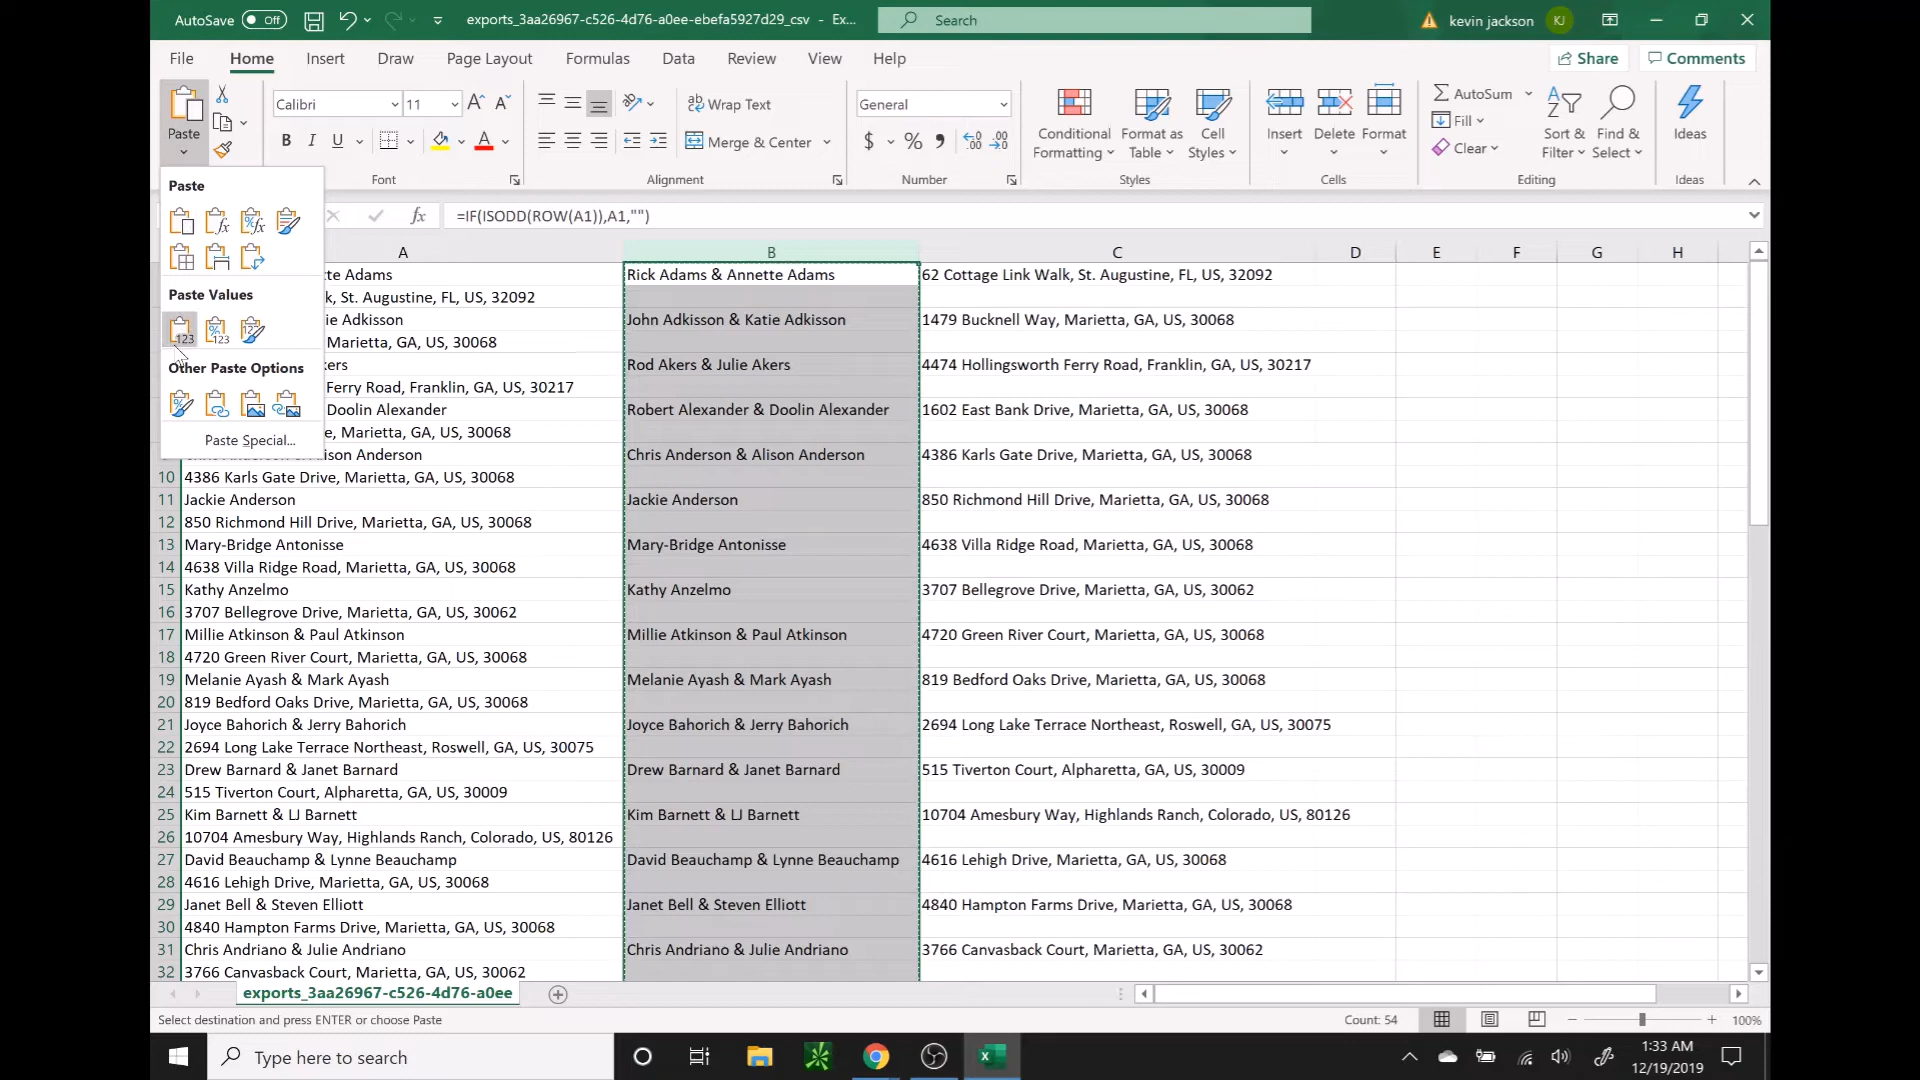 AutoSave Off exports_3aa26967-c526-4d76-a0ee-ebefa5927d29_csv - Ex... Search kevin jackson KJ
File Home Insert Draw Page Layout Formulas Data Review View Help Share Comments
Paste
Calibri 11
B I U
ab Wrap Text
Merge & Center
General
$ %
Conditional Formatting
Format as Table
Cell Styles
Insert Delete Format
AutoSum
Fill
Clear
Sort & Filter
Find & Select
Ideas
Font Alignment Number Styles Cells Editing Ideas
Paste
Paste Values
Other Paste Options
Paste Special...
fx =IF(ISODD(ROW(A1)),A1,"")
A B C D E F G H
te Adams Rick Adams & Annette Adams 62 Cottage Link Walk, St. Augustine, FL, US, 32092
k, St. Augustine, FL, US, 32092
ie Adkisson John Adkisson & Katie Adkisson 1479 Bucknell Way, Marietta, GA, US, 30068
Marietta, GA, US, 30068
ers Rod Akers & Julie Akers 4474 Hollingsworth Ferry Road, Franklin, GA, US, 30217
Ferry Road, Franklin, GA, US, 30217
Doolin Alexander Robert Alexander & Doolin Alexander 1602 East Bank Drive, Marietta, GA, US, 30068
e, Marietta, GA, US, 30068
ison Anderson Chris Anderson & Alison Anderson 4386 Karls Gate Drive, Marietta, GA, US, 30068
10 4386 Karls Gate Drive, Marietta, GA, US, 30068
11 Jackie Anderson Jackie Anderson 850 Richmond Hill Drive, Marietta, GA, US, 30068
12 850 Richmond Hill Drive, Marietta, GA, US, 30068
13 Mary-Bridge Antonisse Mary-Bridge Antonisse 4638 Villa Ridge Road, Marietta, GA, US, 30068
14 4638 Villa Ridge Road, Marietta, GA, US, 30068
15 Kathy Anzelmo Kathy Anzelmo 3707 Bellegrove Drive, Marietta, GA, US, 30062
16 3707 Bellegrove Drive, Marietta, GA, US, 30062
17 Millie Atkinson & Paul Atkinson Millie Atkinson & Paul Atkinson 4720 Green River Court, Marietta, GA, US, 30068
18 4720 Green River Court, Marietta, GA, US, 30068
19 Melanie Ayash & Mark Ayash Melanie Ayash & Mark Ayash 819 Bedford Oaks Drive, Marietta, GA, US, 30068
20 819 Bedford Oaks Drive, Marietta, GA, US, 30068
21 Joyce Bahorich & Jerry Bahorich Joyce Bahorich & Jerry Bahorich 2694 Long Lake Terrace Northeast, Roswell, GA, US, 30075
22 2694 Long Lake Terrace Northeast, Roswell, GA, US, 30075
23 Drew Barnard & Janet Barnard Drew Barnard & Janet Barnard 515 Tiverton Court, Alpharetta, GA, US, 30009
24 515 Tiverton Court, Alpharetta, GA, US, 30009
25 Kim Barnett & LJ Barnett Kim Barnett & LJ Barnett 10704 Amesbury Way, Highlands Ranch, Colorado, US, 80126
26 10704 Amesbury Way, Highlands Ranch, Colorado, US, 80126
27 David Beauchamp & Lynne Beauchamp David Beauchamp & Lynne Beauchamp 4616 Lehigh Drive, Marietta, GA, US, 30068
28 4616 Lehigh Drive, Marietta, GA, US, 30068
29 Janet Bell & Steven Elliott Janet Bell & Steven Elliott 4840 Hampton Farms Drive, Marietta, GA, US, 30068
30 4840 Hampton Farms Drive, Marietta, GA, US, 30068
31 Chris Andriano & Julie Andriano Chris Andriano & Julie Andriano 3766 Canvasback Court, Marietta, GA, US, 30062
32 3766 Canvasback Court, Marietta, GA, US, 30062
exports_3aa26967-c526-4d76-a0ee
Select destination and press ENTER or choose Paste Count: 54 100%
Type here to search
1:33 AM
12/19/2019